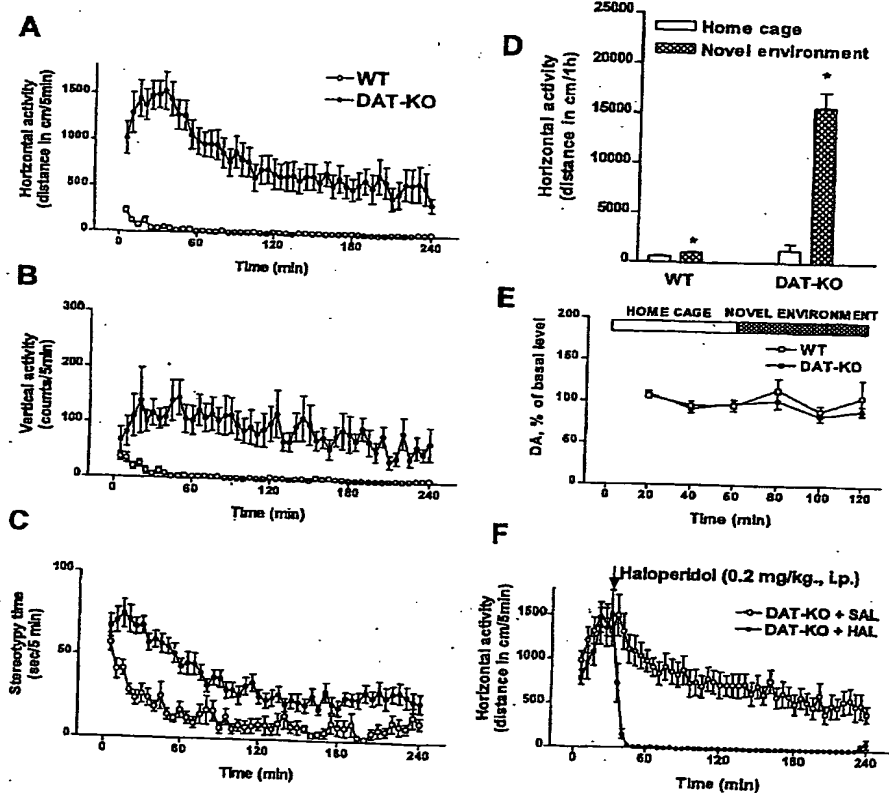 A
Horizontal activity
(distance in cm/5min)
1500
1000
500
0
WT
DAT-KO
0 60 120 180 240
Time (min)
B
Vertical activity
(counts/5min)
300
200
100
0
0 60 120 180 240
Time (min)
C
Stereotypy time
(sec/5 min)
100
50
0
0 60 120 180 240
Time (min)
D
Horizontal activity
(distance in cm/1h)
25000
20000
15000
10000
5000
0
Home cage
Novel environment
*
*
WT DAT-KO
E
DA, % of basal level
200
150
100
50
0
HOME CAGE NOVEL ENVIRONMENT
WT
DAT-KO
0 20 40 60 80 100 120
Time (min)
F
Haloperidol (0.2 mg/kg., i.p.)
Horizontal activity
(distance in cm/5min)
1500
1000
500
0
DAT-KO + SAL
DAT-KO + HAL
0 60 120 180 240
Time (min)